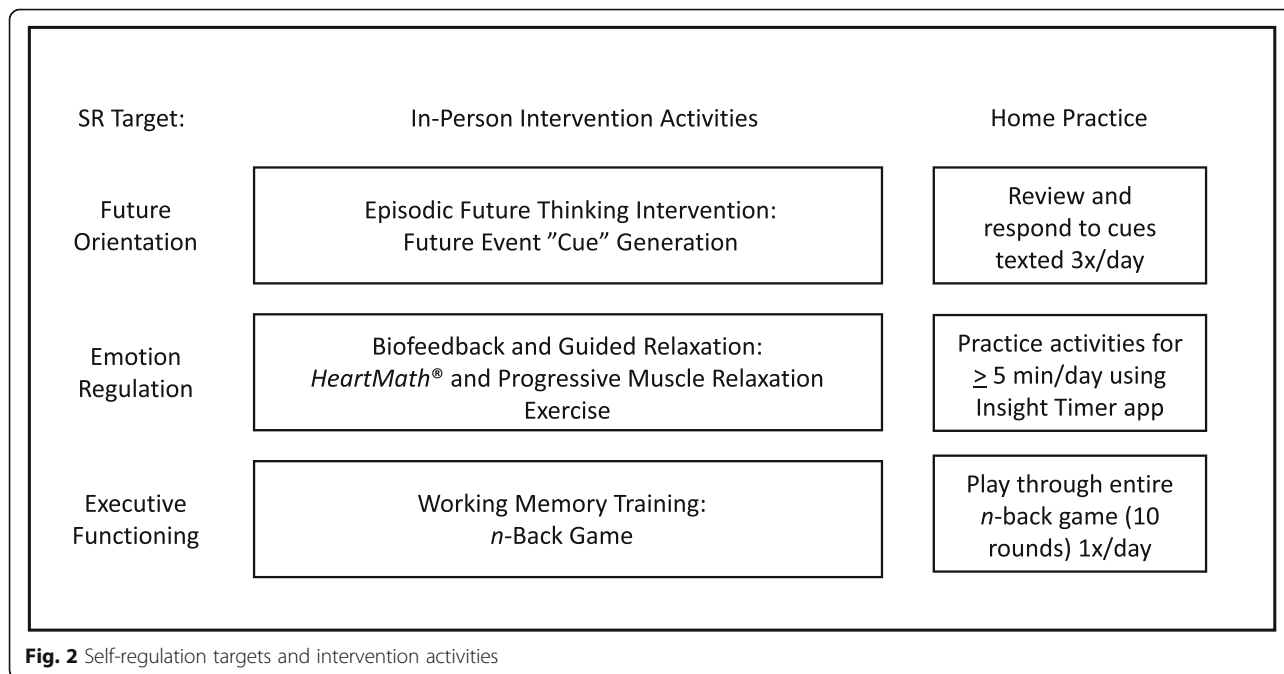 SR Target:
In-Person Intervention Activities
Home Practice
Future
Orientation
Episodic Future Thinking Intervention:
Future Event ”Cue” Generation
Review and
respond to cues
texted 3x/day
Emotion
Regulation
Biofeedback and Guided Relaxation:
HeartMath® and Progressive Muscle Relaxation
Exercise
Practice activities for
≥ 5 min/day using
Insight Timer app
Executive
Functioning
Working Memory Training:
n-Back Game
Play through entire
n-back game (10
rounds) 1x/day
Fig. 2 Self-regulation targets and intervention activities